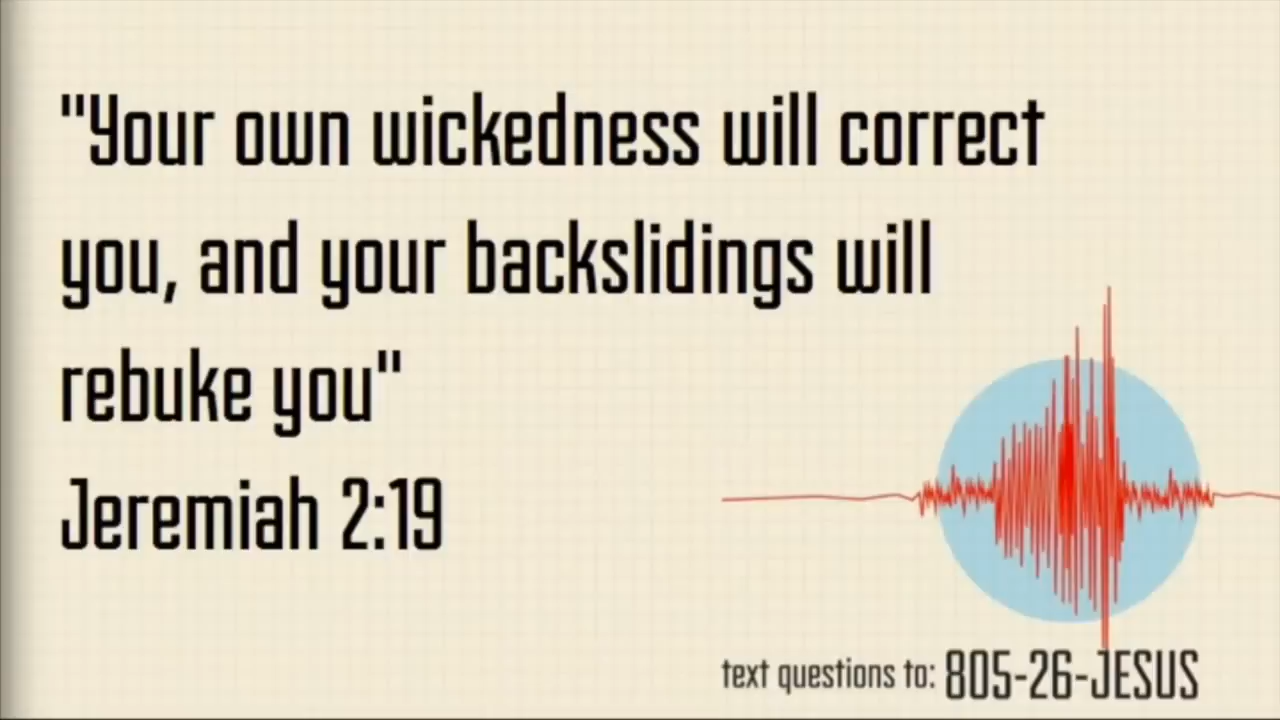 "Your own wickedness will correct
you, and your backslidings will
rebuke you"
Jeremiah 2:19
text questions to: 805-26-JESUS